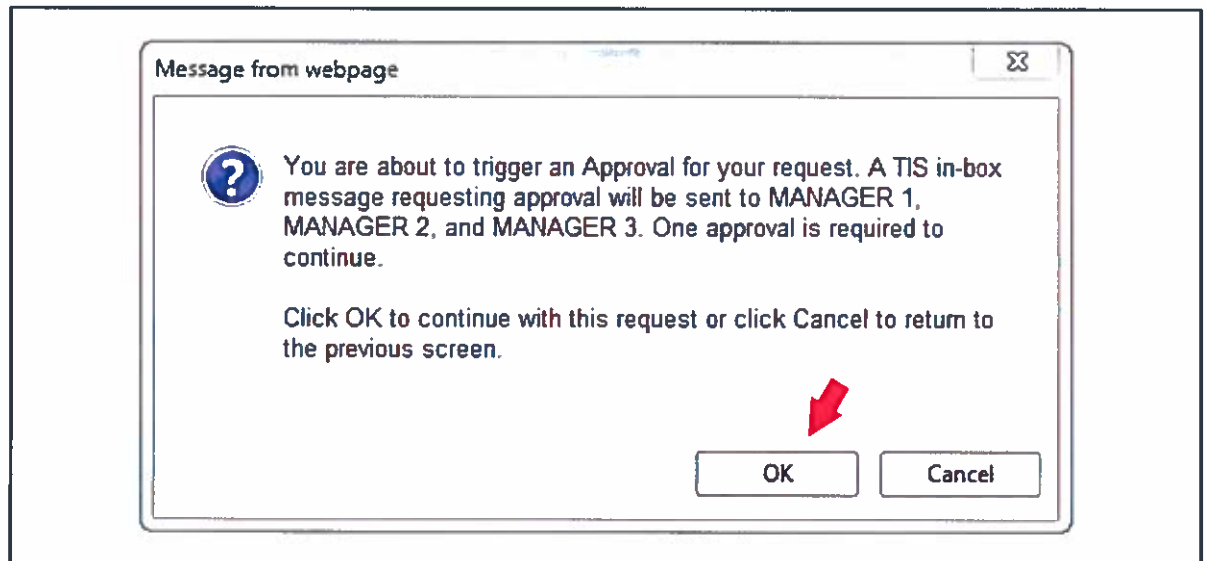 Message from webpage
You are about to trigger an Approval for your request. A TIS in-box
message requesting approval will be sent to MANAGER 1,
MANAGER 2, and MANAGER 3. One approval is required to
continue.
Click OK to continue with this request or click Cancel to return to
the previous screen.
OK
Cancel